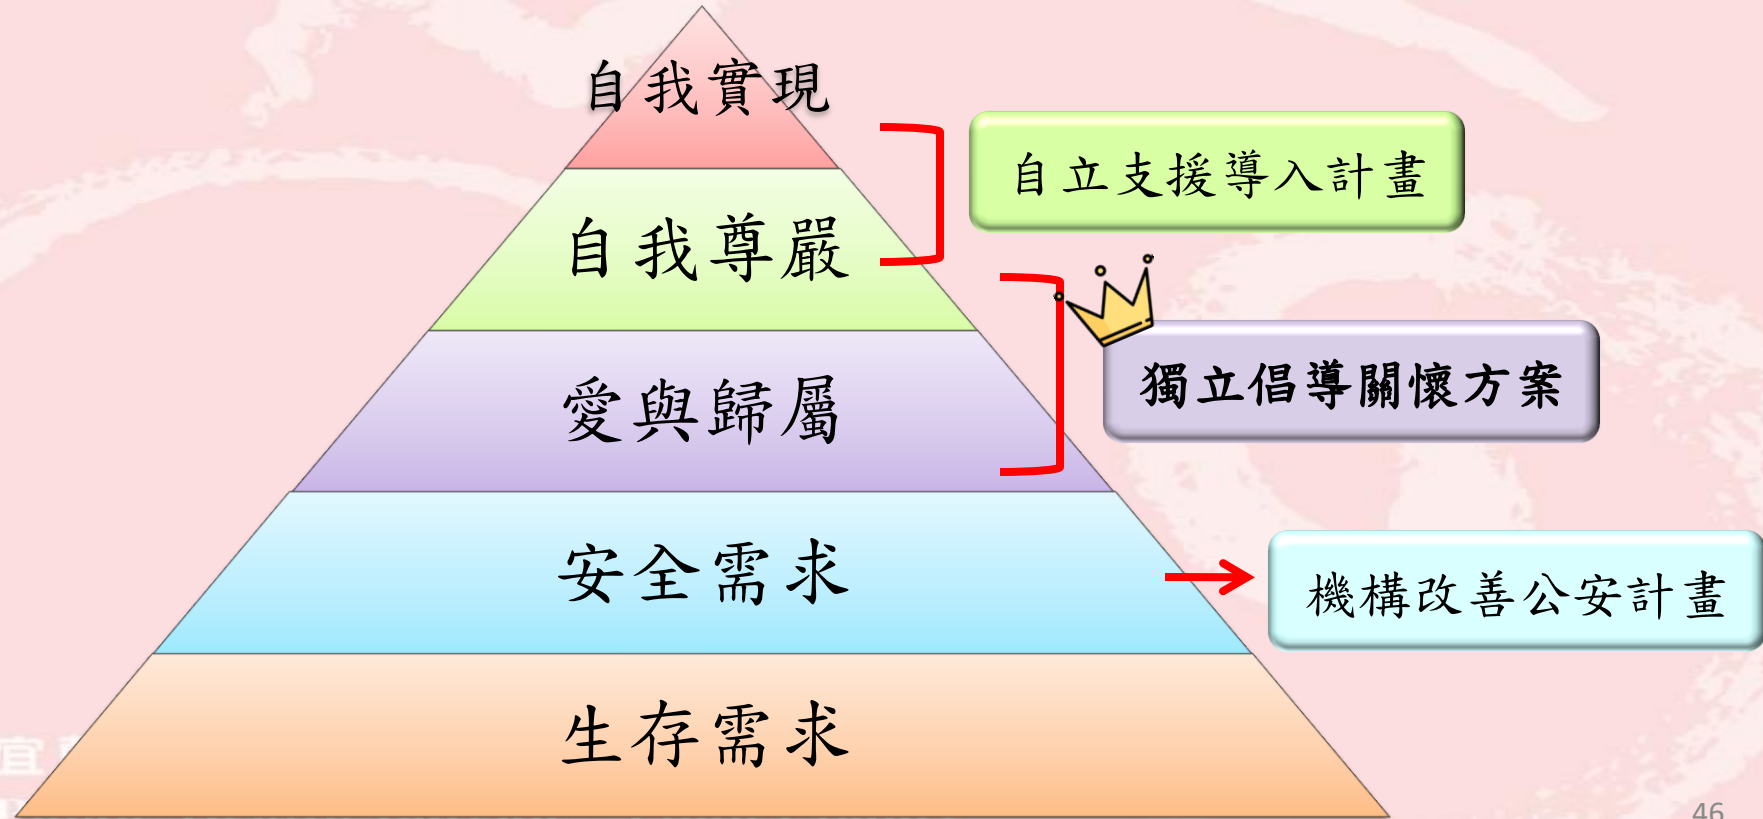 自我實現
自立支援導入計畫
自我尊嚴
獨立倡導關懷方案
愛與歸屬
安全需求
機構改善公安計畫
生存需求
宜
46